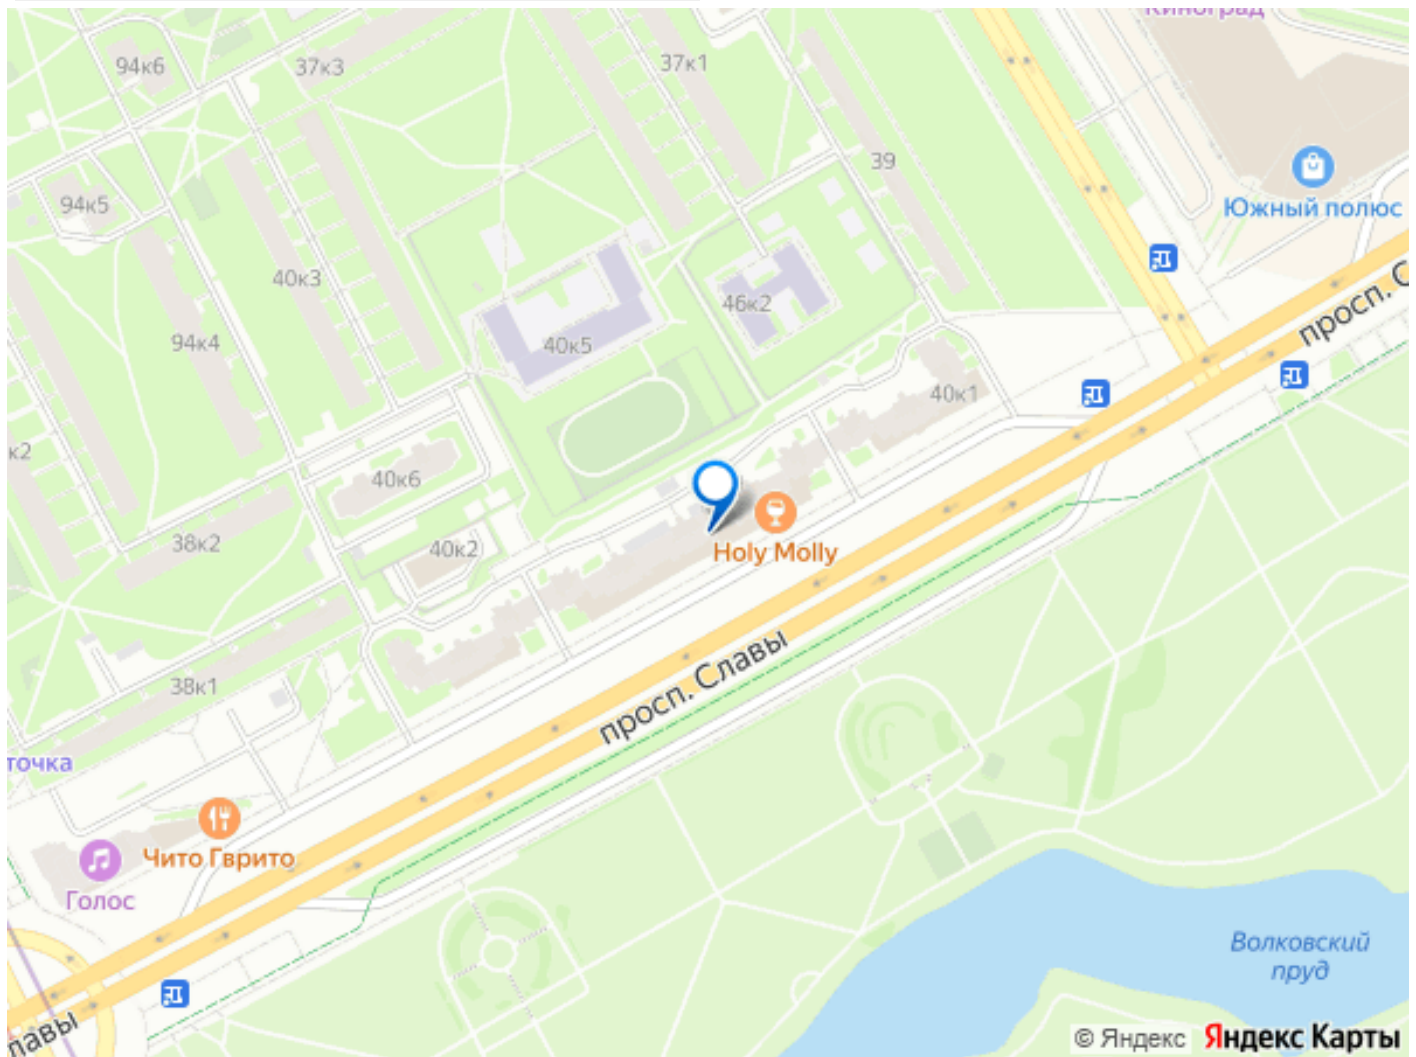 Киноград
94к6
37к3
37к1
39
94к5
Южный полюс
40к3
46к2
94к4
40к5
просп. С
40к1
к2
40к6
38к2
40к2
Holy Molly
38к1
просп. Славы
точка
Чито Гврито
Голос
Волковский
пруд
лавы
© Яндекс Яндекс Карты